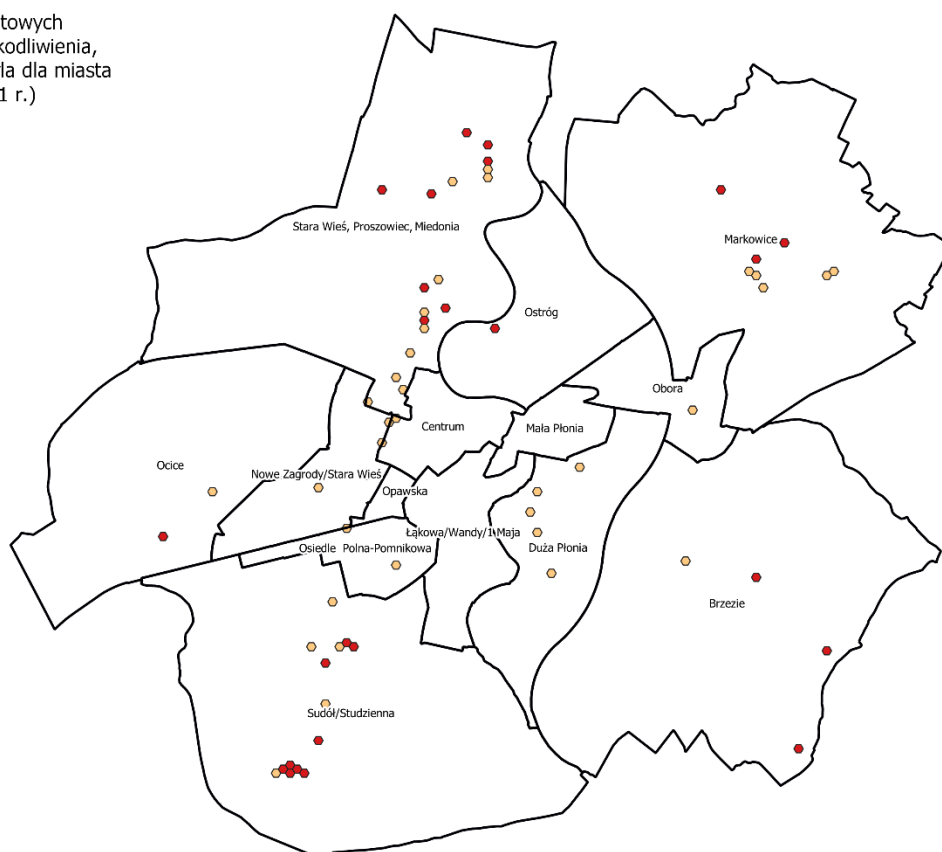 towych
kodliwienia,
la dla miasta
1 r.)
Stara Wieś, Proszowiec, Miedonia
Markowice
Ostróg
Obora
Centrum
Mała Płonia
Ocice
Nowe Zagrody/Stara Wieś
Opawska
Łąkowa/Wandy/1 Maja
Osiedle Polna-Pomnikowa
Duża Płonia
Brzezie
Sudół/Studzienna